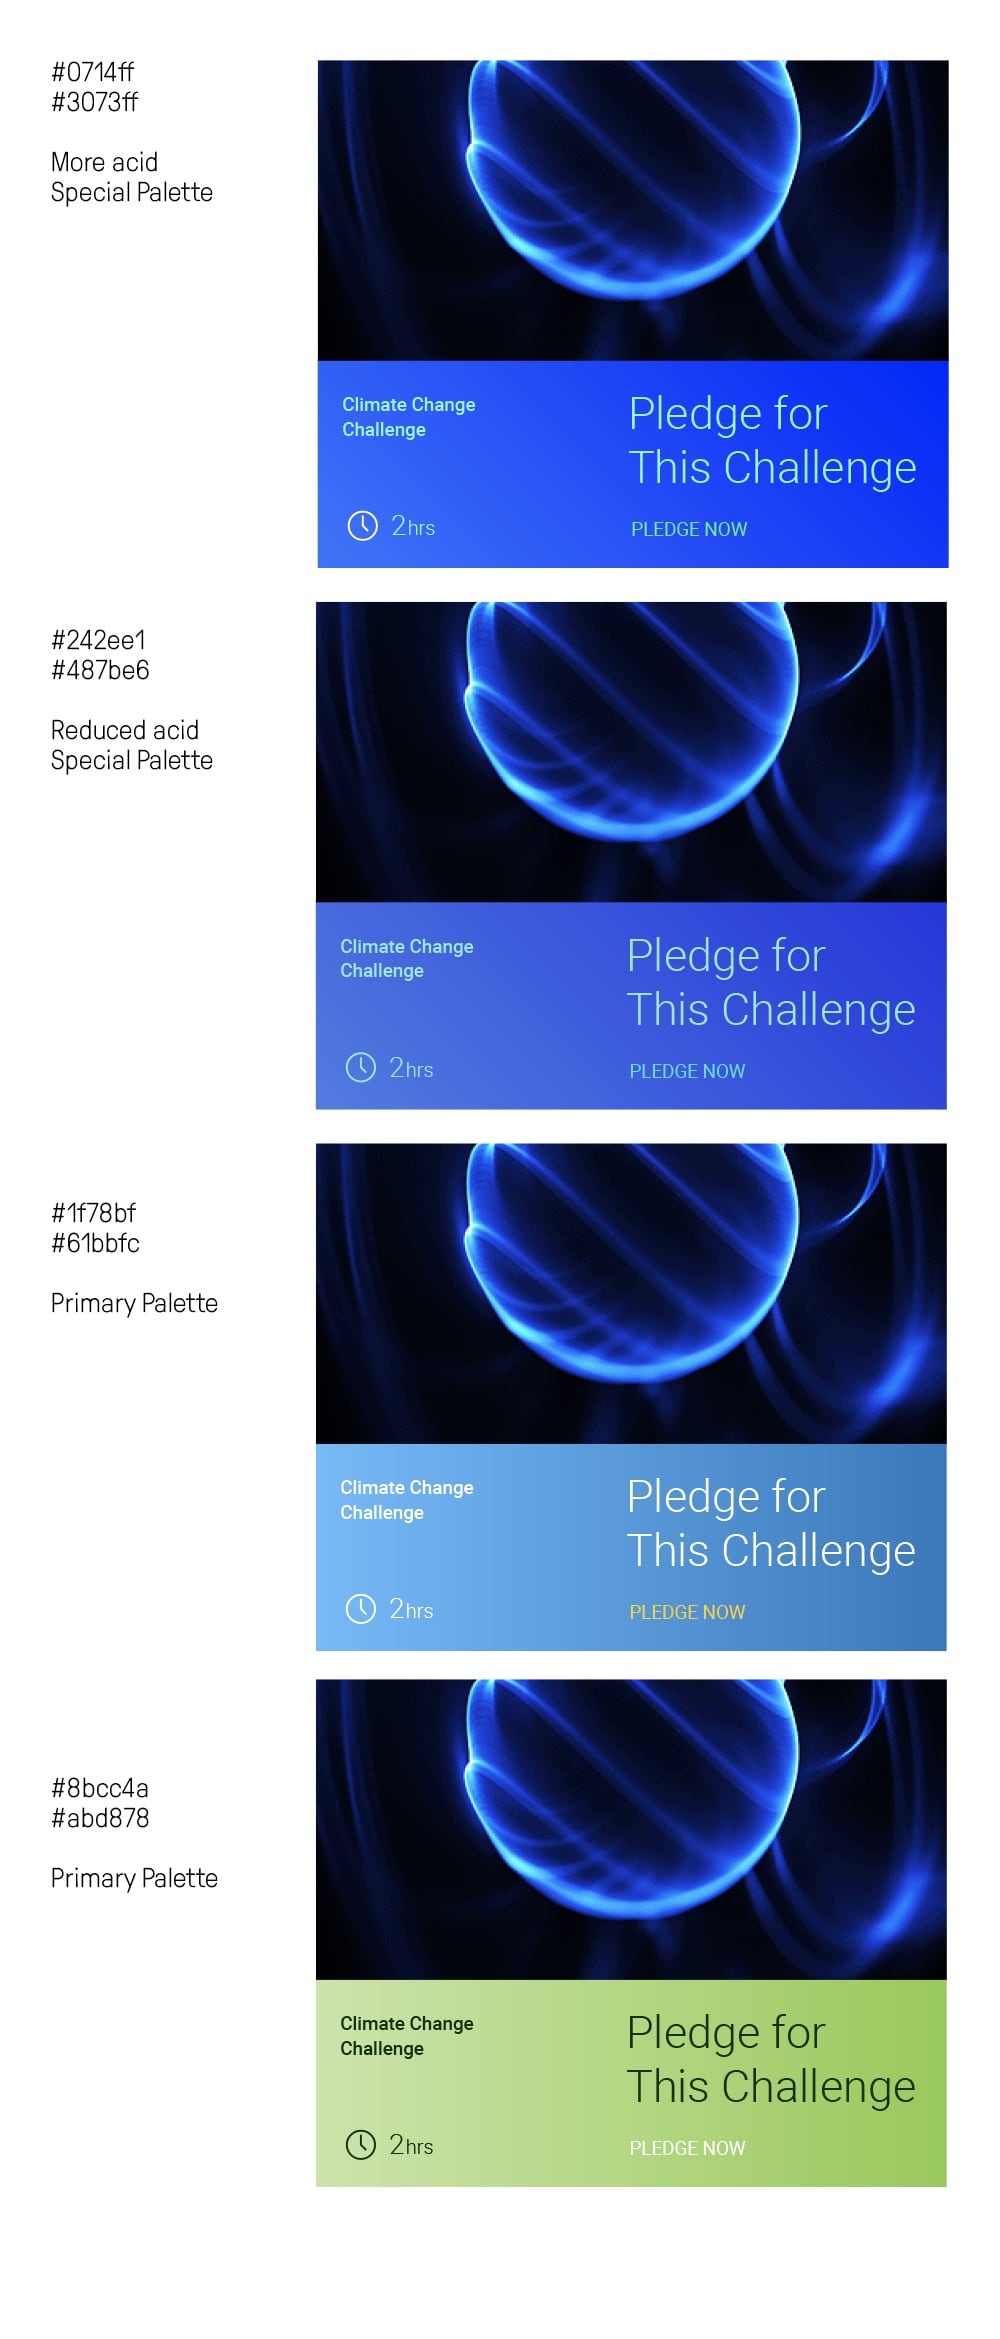 #0714ff
#3073ff
More acid
Special Palette
Climate Change
Challenge
2hrs
Pledge for
This Challenge
PLEDGE NOW
#242ee1
#487be6
Reduced acid
Special Palette
Climate Change
Challenge
2hrs
Pledge for
This Challenge
PLEDGE NOW
#1f78bf
#61bbfc
Primary Palette
Climate Change
Challenge
2hrs
Pledge for
This Challenge
PLEDGE NOW
#8bcc4a
#abd878
Primary Palette
Climate Change
Challenge
2hrs
Pledge for
This Challenge
PLEDGE NOW